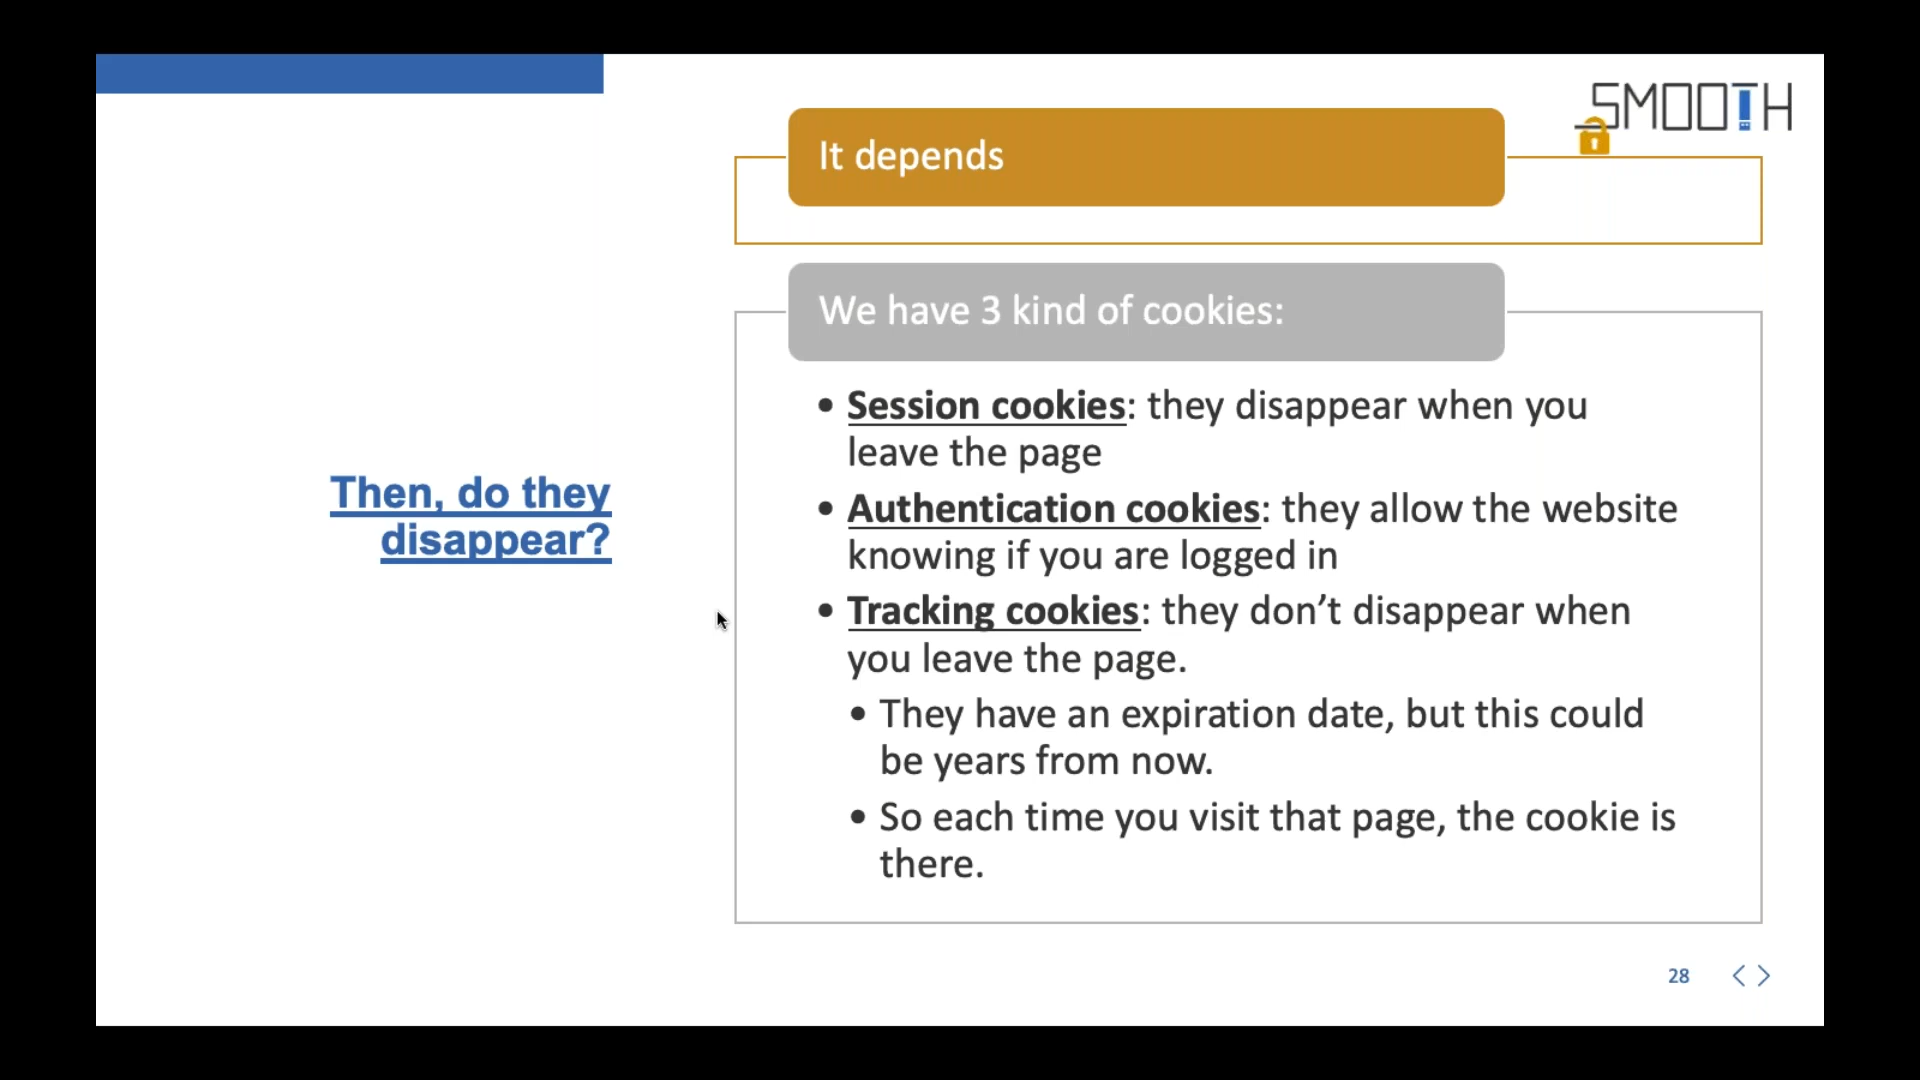 SMOOTH
It depends
We have 3 kind of cookies:
Then, do they
disappear?
• Session cookies: they disappear when you
leave the page
• Authentication cookies: they allow the website
knowing if you are logged in
• Tracking cookies: they don’t disappear when
you leave the page.
• They have an expiration date, but this could
be years from now.
• So each time you visit that page, the cookie is
there.
28